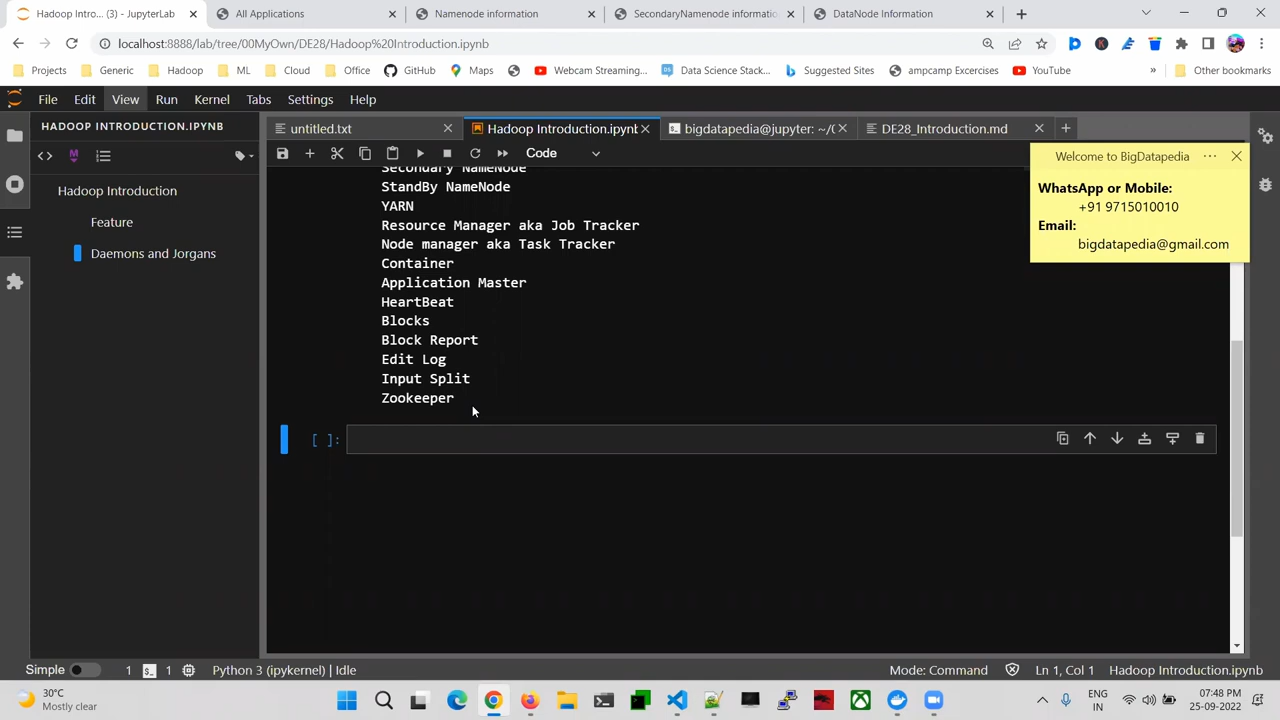 Hadoop Intro... (3) - JupyterLab
All Applications
Namenode information
SecondaryNamenode informatio
DataNode Information
localhost:8888/lab/tree/00MyOwn/DE28/Hadoop%20Introduction.ipynb
Projects
Generic
Hadoop
ML
Cloud
Office
GitHub
Maps
Webcam Streaming...
Data Science Stack...
Suggested Sites
ampcamp Excercises
YouTube
»
Other bookmarks
File Edit View Run Kernel Tabs Settings Help
HADOOP INTRODUCTION.IPYNB
untitled.txt
Hadoop Introduction.ipynt
bigdatapedia@jupyter: ~/(
DE28_Introduction.md
Code
Hadoop Introduction
Feature
Daemons and Jorgans
Secondary NameNode
StandBy NameNode
YARN
Resource Manager aka Job Tracker
Node manager aka Task Tracker
Container
Application Master
HeartBeat
Blocks
Block Report
Edit Log
Input Split
Zookeeper
[ ]:
Welcome to BigDatapedia
WhatsApp or Mobile:
+91 9715010010
Email:
bigdatapedia@gmail.com
Simple 1 1 Python 3 (ipykernel) | Idle
Mode: Command Ln 1, Col 1 Hadoop Introduction.ipynb
30°C
Mostly clear
ENG
IN
07:48 PM
25-09-2022